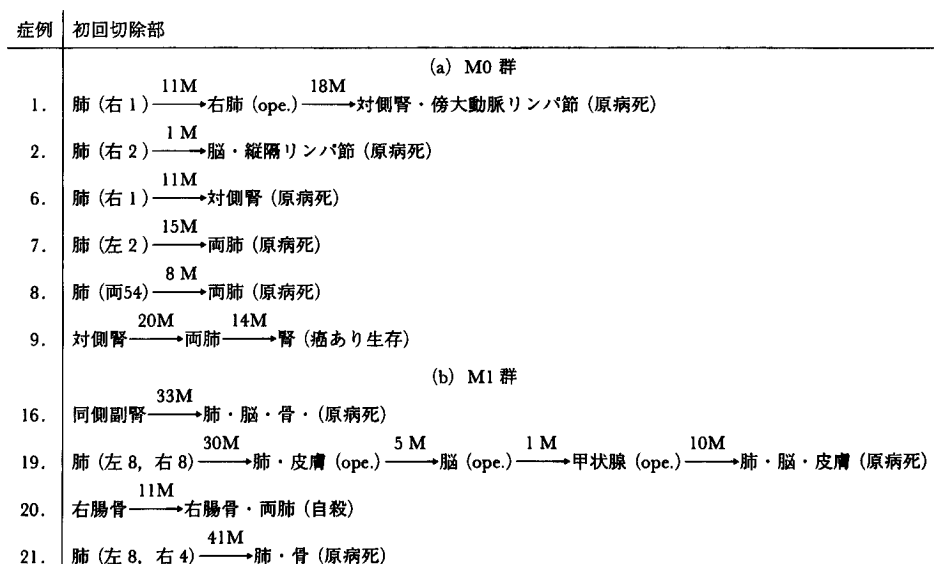 症例 初回切除部
(a) M0 群
1. 肺 (右 1) 11M→右肺 (ope.) 18M→対側腎・傍大動脈リンパ節 (原病死)
2. 肺 (右 2) 1 M→脳・縦隔リンパ節 (原病死)
6. 肺 (右 1) 11M→対側腎 (原病死)
7. 肺 (左 2) 15M→両肺 (原病死)
8. 肺 (両54) 8 M→両肺 (原病死)
9. 対側腎 20M→両肺 14M→腎 (癌あり生存)
(b) M1 群
16. 同側副腎 33M→肺・脳・骨・(原病死)
19. 肺 (左 8, 右 8) 30M→肺・皮膚 (ope.) 5 M→脳 (ope.) 1 M→甲状腺 (ope.) 10M→肺・脳・皮膚 (原病死)
20. 右腸骨 11M→右腸骨・両肺 (自殺)
21. 肺 (左 8, 右 4) 41M→肺・骨 (原病死)